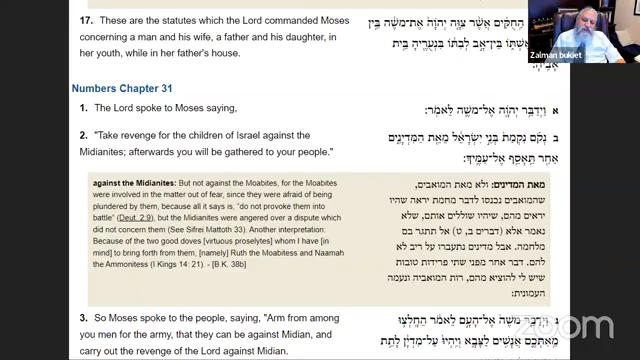 17. These are the statutes which the Lord commanded Moses
concerning a man and his wife, a father and his daughter, in
her youth, while in her father's house.
הַחֻקִּים אֲשֶׁר צִוָּה יְהֹוָה אֶת־מֹשֶׁה בֵּין
בֵּין־אָב לְבִתּוֹ בִּנְעֻרֶיהָ בֵּית
אָבִיהָ:
Zalman bukiet
Numbers Chapter 31
1. The Lord spoke to Moses saying,
א וַיְדַבֵּר יְהֹוָה אֶל־מֹשֶׁה לֵּאמֹר:
2. "Take revenge for the children of Israel against the
Midianites; afterwards you will be gathered to your people."
ב נְקֹם נִקְמַת בְּנֵי יִשְׂרָאֵל מֵאֵת הַמִּדְיָנִים
אַחַר תֵּאָסֵף אֶל־עַמֶּיךָ:
against the Midianites: But not against the Moabites, for the Moabites
were involved in the matter out of fear, since they were afraid of being
plundered by them, because all it says is, "do not provoke them into
battle" (Deut. 2:9), but the Midianites were angered over a dispute which
did not concern them (See Sifrei Mattoth 33). Another interpretation:
Because of the two good doves [virtuous proselytes] whom I have [in
mind] to bring forth from them, [namely] Ruth the Moabitess and Naamah
the Ammonitess (I Kings 14: 21). - [B.K. 38b]
מאת המדינים: ולא מאת המואבים,
שהמואבים נכנסו לדבר מחמת יראה שהיו
יראים מהם, שיהיו שוללים אותם, שלא
נאמר אלא (דברים ב, ט) אל תתגר בם
מלחמה. אבל מדינים נתעברו על ריב לא
להם. דבר אחר מפני שתי פרידות טובות
שיש לי להוציא מהם, רות המואביה ונעמה
העמונית:
3. So Moses spoke to the people, saying, "Arm from among
you men for the army, that they can be against Midian, and
carry out the revenge of the Lord against Midian.
ג וַיְדַבֵּר מֹשֶׁה אֶל־הָעָם לֵאמֹר הֵחָלְצוּ
מֵאִתְּכֶם אֲנָשִׁים לַצָּבָא וְיִהְיוּ עַל־מִדְיָן לָתֵת
zoom